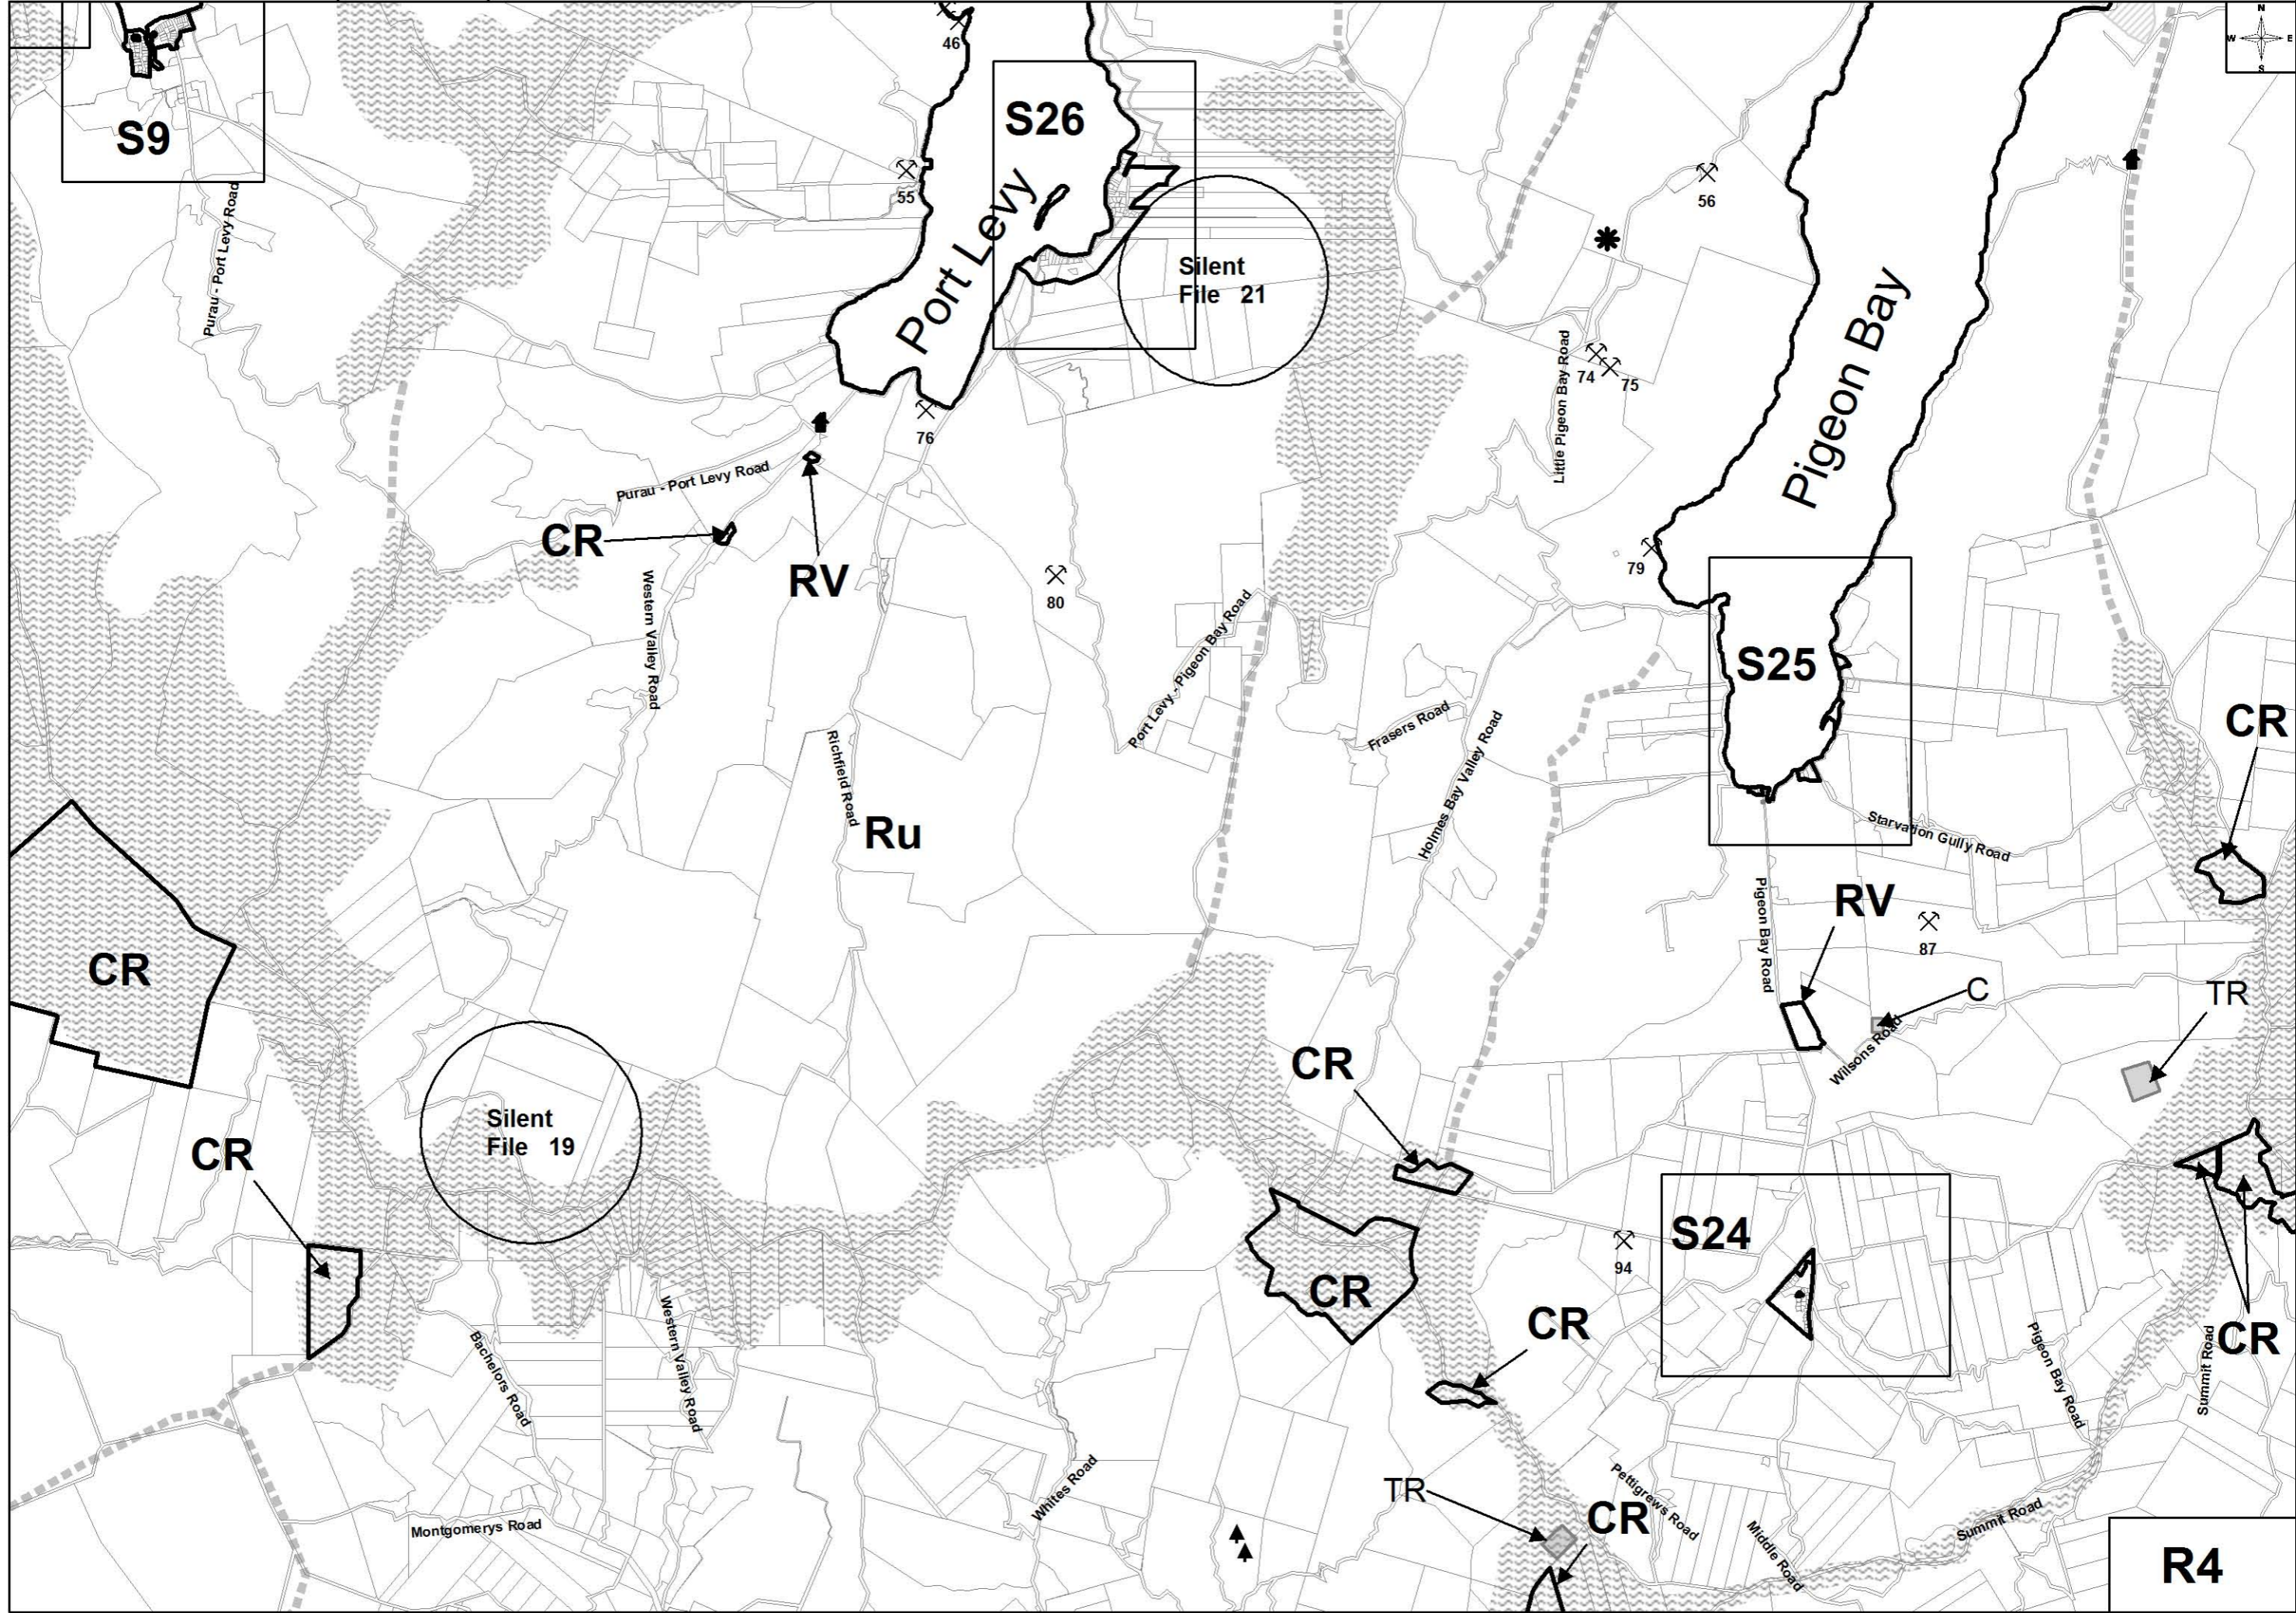 N
W E
S
46
S9
S26
55
56
Port Levy
Silent
File 21
Purau - Port Levy Road
Pigeon Bay
Little Pigeon Bay Road
74
75
76
Purau - Port Levy Road
CR
RV
79
80
Western Valley Road
Port Levy - Pigeon Bay Road
S25
Frasers Road
Holmes Bay Valley Road
CR
Richfield Road
Ru
Starvation Gully Road
Pigeon Bay Road
RV
87
CR
C
TR
Wilsons Road
CR
Silent
File 19
CR
S24
94
CR
CR
Western Valley Road
Bachelors Road
Pigeon Bay Road
Summit Road
CR
Whites Road
TR
Pettigrews Road
CR
Montgomerys Road
Middle Road
Summit Road
R4